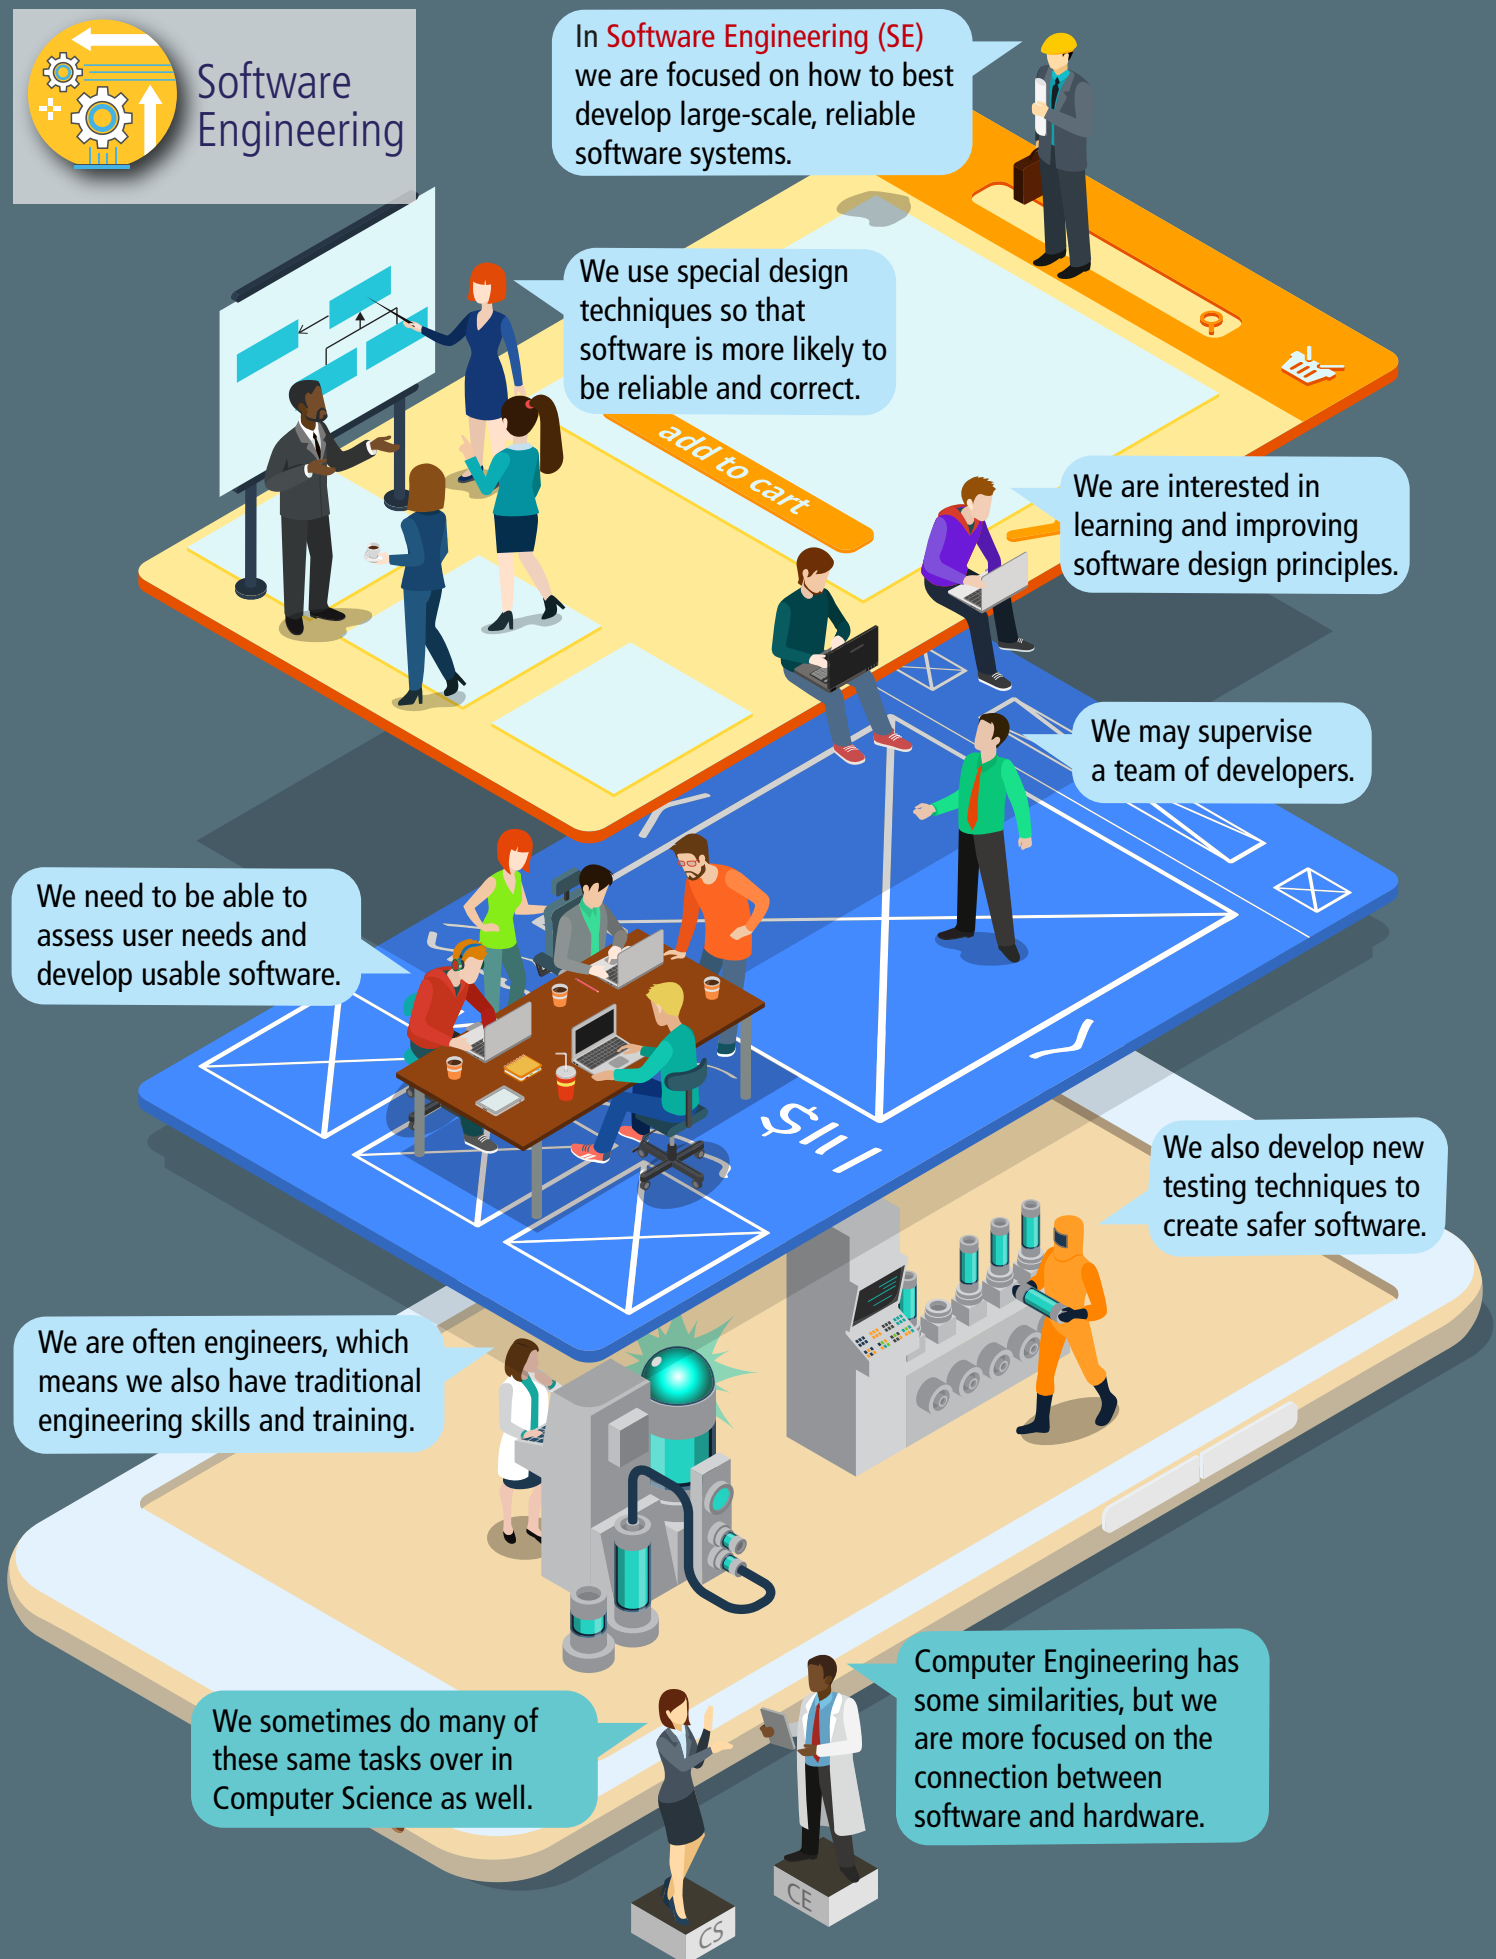 Software
Engineering
In Software Engineering (SE)
we are focused on how to best
develop large-scale, reliable
software systems.
We use special design
techniques so that
software is more likely to
be reliable and correct.
add to cart
We are interested in
learning and improving
software design principles.
We may supervise
a team of developers.
We need to be able to
assess user needs and
develop usable software.
$111
We also develop new
testing techniques to
create safer software.
We are often engineers, which
means we also have traditional
engineering skills and training.
Computer Engineering has
some similarities, but we
are more focused on the
connection between
software and hardware.
We sometimes do many of
these same tasks over in
Computer Science as well.
CE
CS